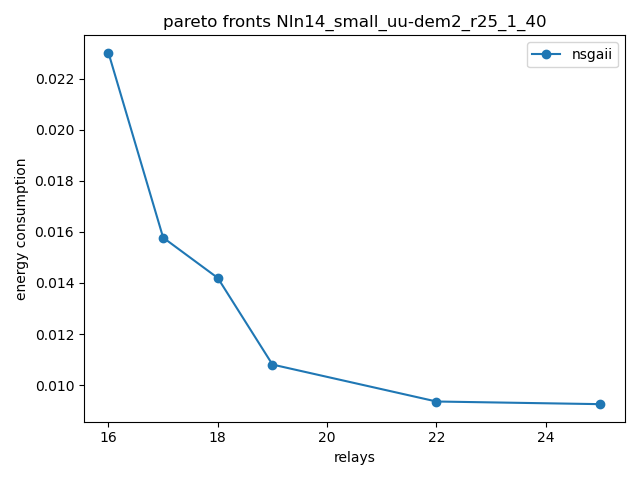 pareto fronts NIn14_small_uu-dem2_r25_1_40
nsgaii
energy consumption
0.022
0.020
0.018
0.016
0.014
0.012
0.010
16 18 20 22 24
relays